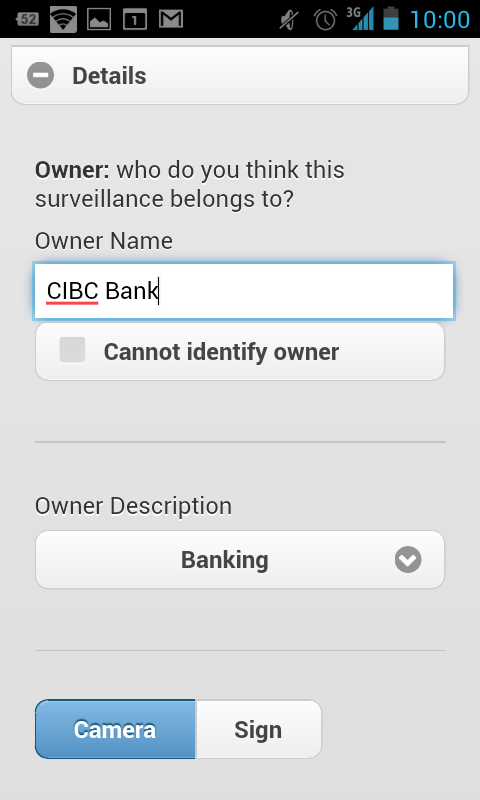 52 1 3G 10:00
Details
Owner: who do you think this
surveillance belongs to?
Owner Name
CIBC Bank
Cannot identify owner
Owner Description
Banking
Camera Sign